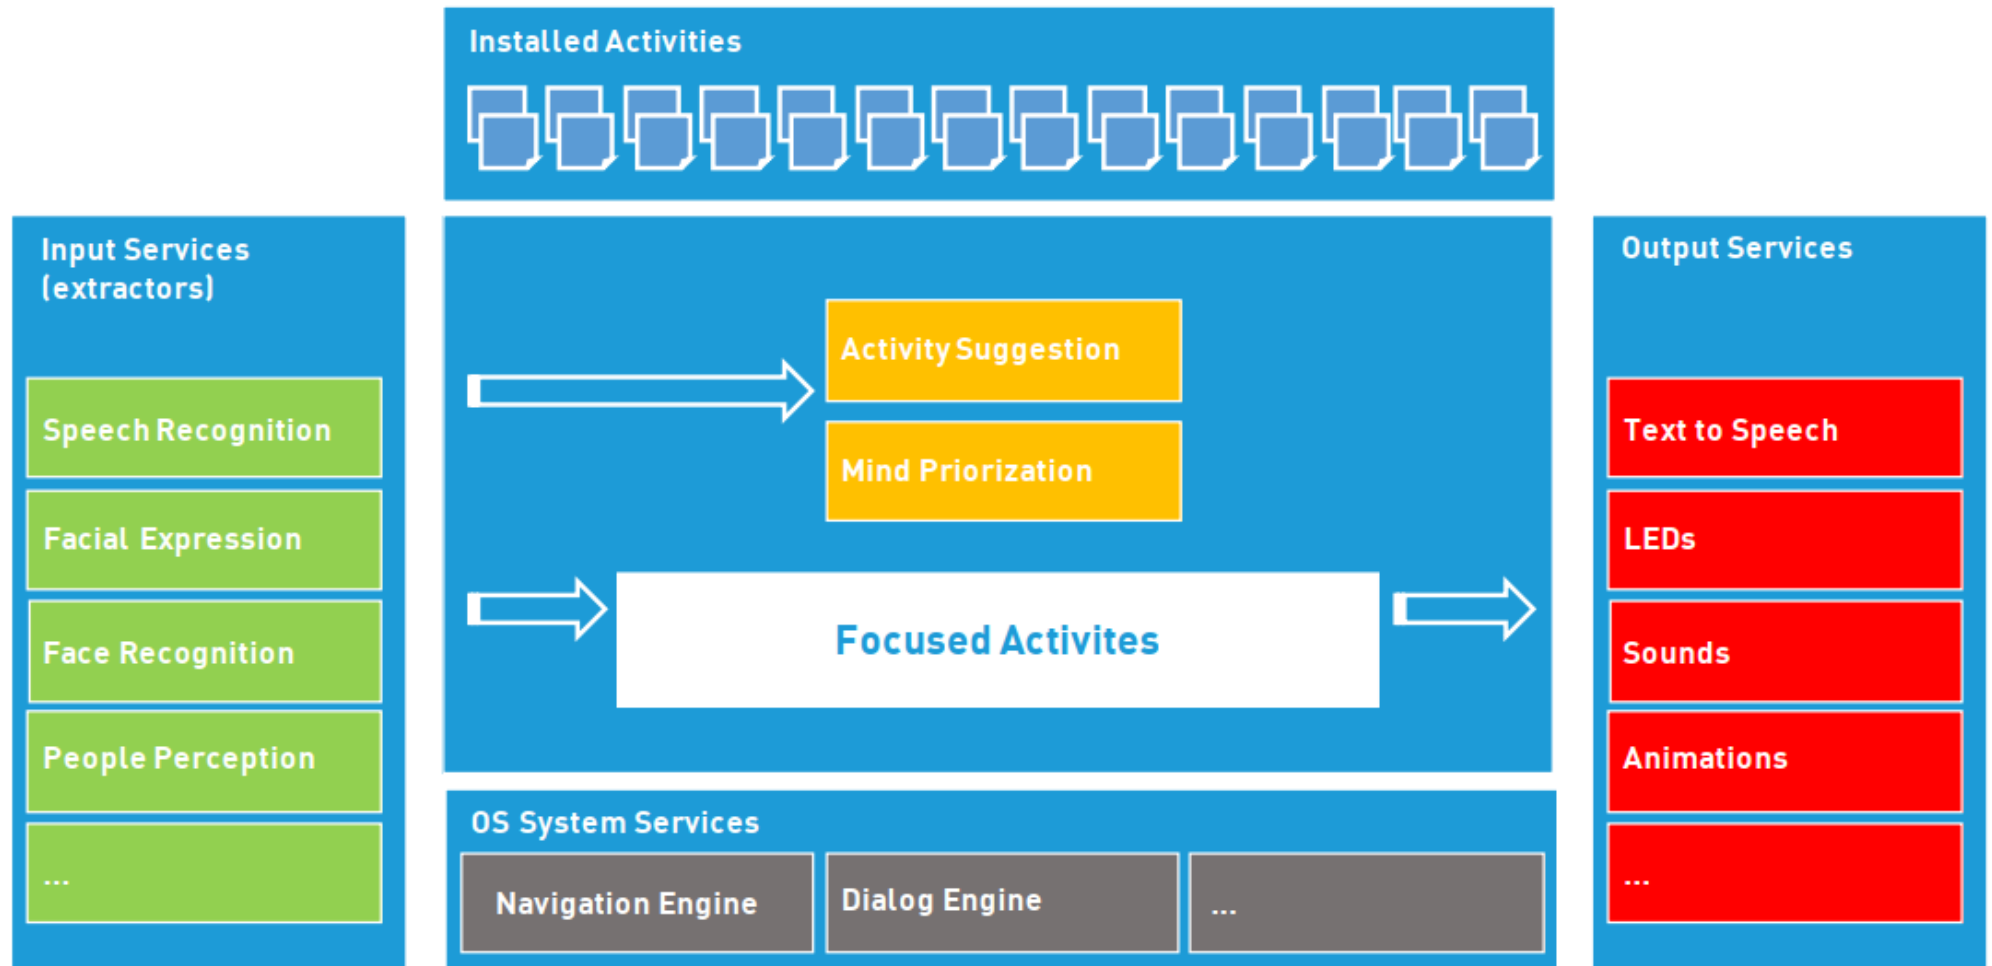 Installed Activities
Input Services
(extractors)
Speech Recognition
Facial Expression
Face Recognition
People Perception
...
Activity Suggestion
Mind Priorization
Focused Activites
OS System Services
Navigation Engine
Dialog Engine
...
Output Services
Text to Speech
LEDs
Sounds
Animations
...